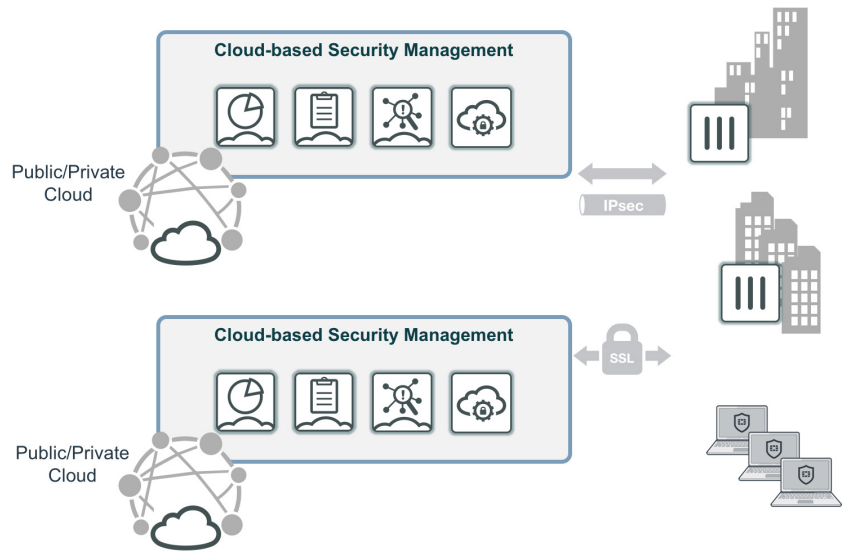 Cloud-based Security Management
Public/Private
Cloud
IPsec
Cloud-based Security Management
SSL
Public/Private
Cloud